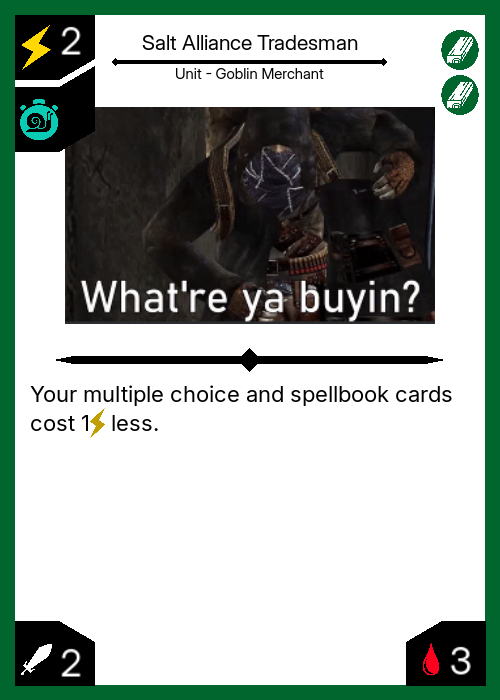 2
Salt Alliance Tradesman
Unit - Goblin Merchant
What're ya buyin?
Your multiple choice and spellbook cards
cost 1 less.
2
3